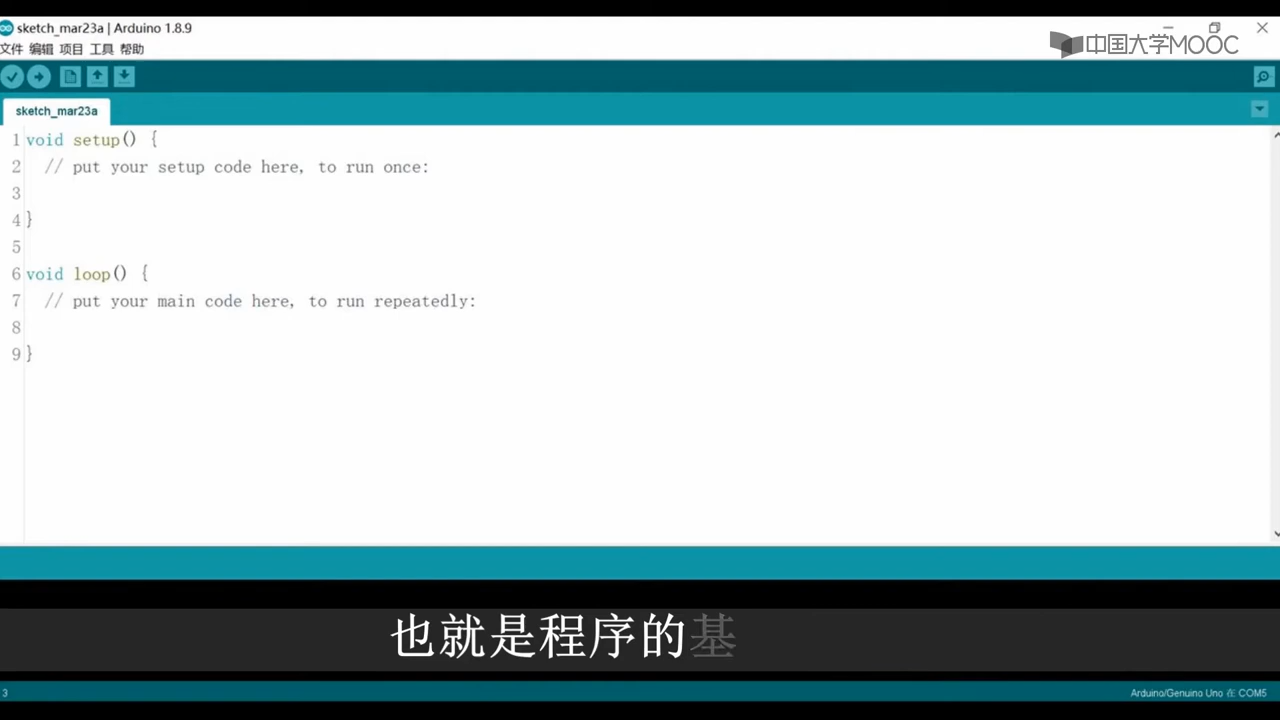 sketch_mar23a | Arduino 1.8.9
文件 编辑 项目 工具 帮助
中国大学MOOC
sketch_mar23a
1 void setup() {
2 // put your setup code here, to run once:
3
4 }
5
6 void loop() {
7 // put your main code here, to run repeatedly:
8
9 }
也就是程序的基
3
Arduino/Genuino Uno 在 COM5